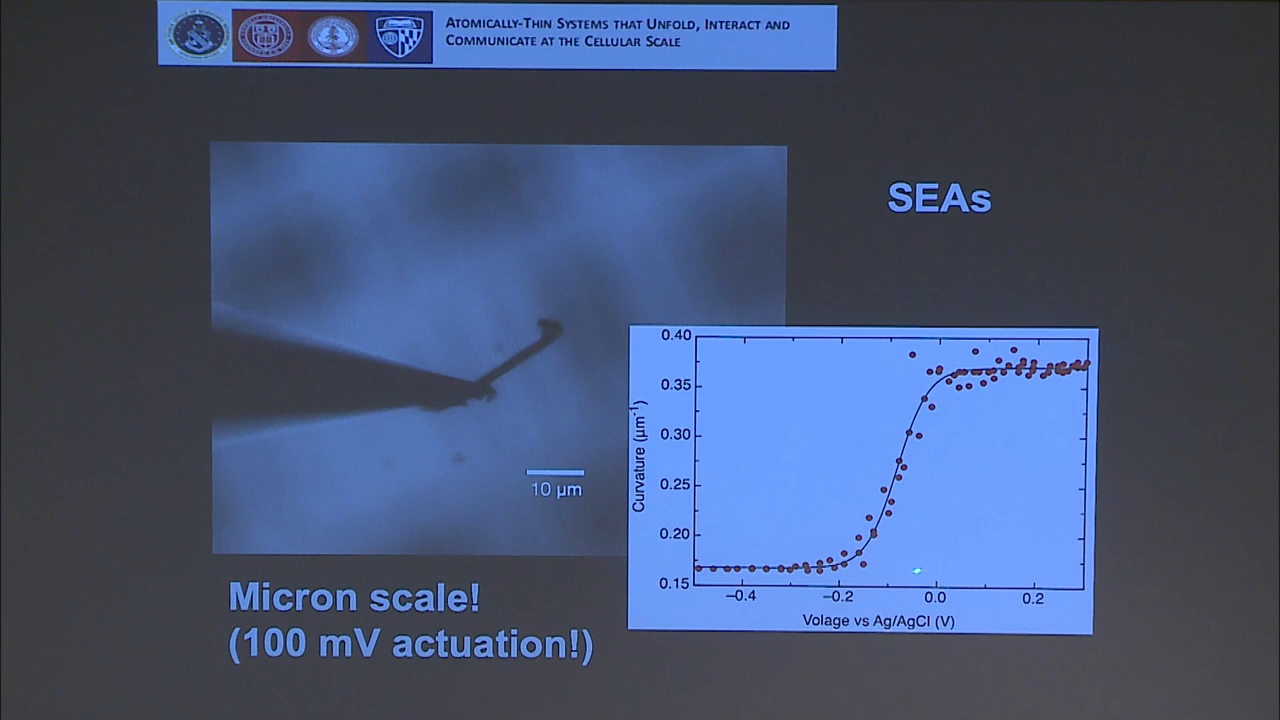 ATOMICALLY-THIN SYSTEMS THAT UNFOLD, INTERACT AND
COMMUNICATE AT THE CELLULAR SCALE
SEAs
10 µm
0.40
0.35
0.30
0.25
0.20
0.15
Curvature (µm⁻¹)
−0.4
−0.2
0.0
0.2
Volage vs Ag/AgCl (V)
Micron scale!
(100 mV actuation!)